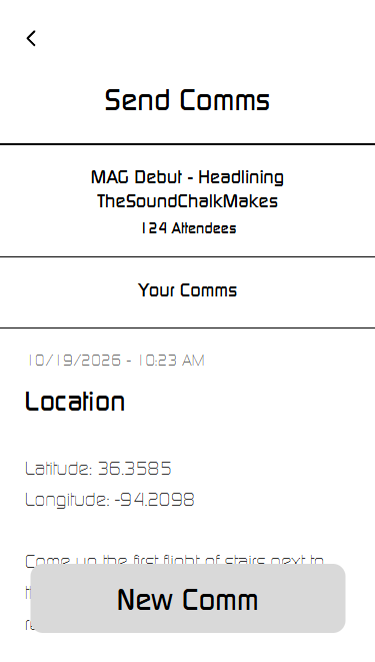 Send Comms
MAG Debut - Headlining
TheSoundChalkMakes
124 Attendees
Your Comms
10/19/2026 - 10:23 AM
Location
Latitude: 36.3585
Longitude: -94.2098
Come up the first flight of stairs next to
New Comm